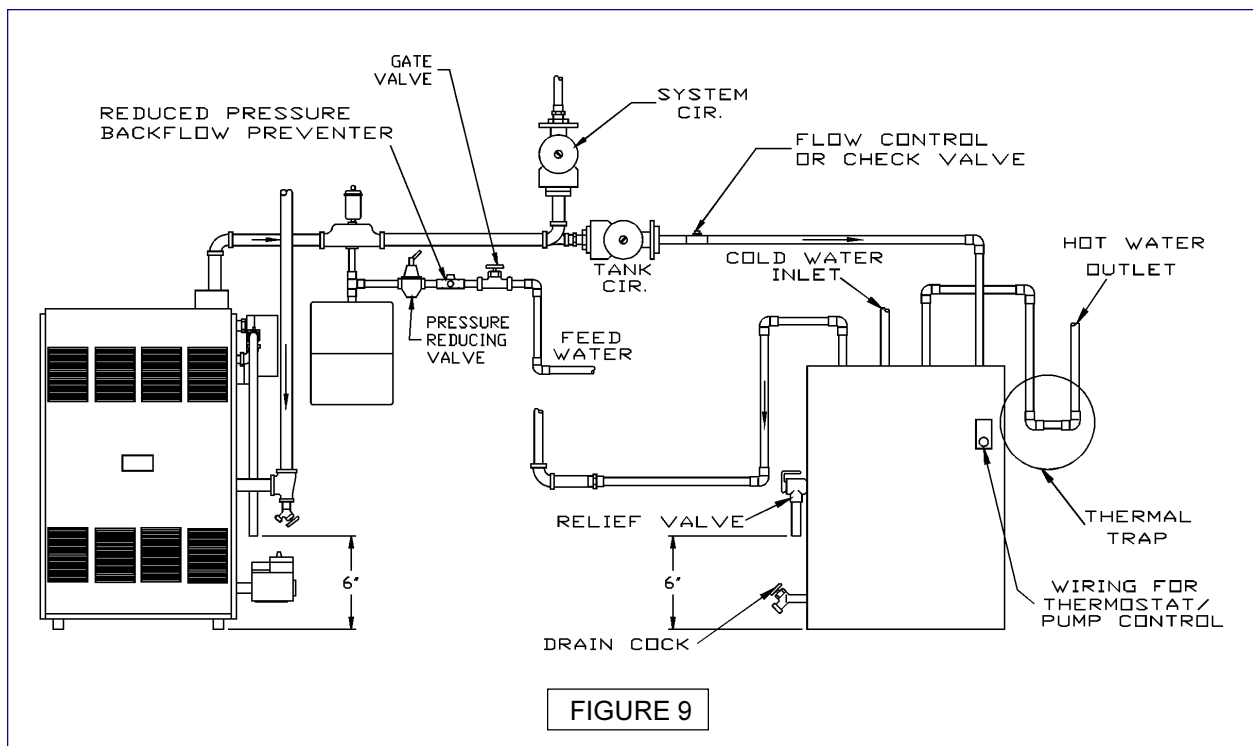 GATE
VALVE
REDUCED PRESSURE
BACKFLOW PREVENTER
SYSTEM
CIR.
FLOW CONTROL
OR CHECK VALVE
TANK
CIR.
COLD WATER
INLET
HOT WATER
OUTLET
PRESSURE
REDUCING
VALVE
FEED
WATER
RELIEF VALVE
THERMAL
TRAP
6"
6"
WIRING FOR
THERMOSTAT/
PUMP CONTROL
DRAIN COCK
FIGURE 9